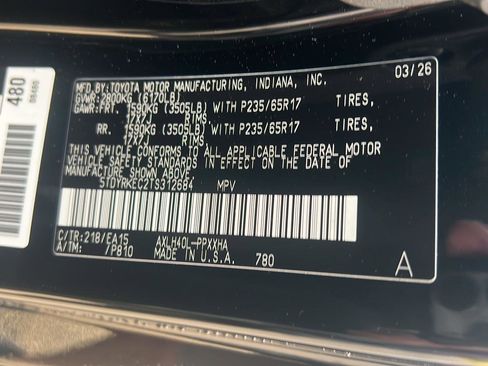 480
88488
MFD.BY:TOYOTA MOTOR MANUFACTURING, INDIANA, INC.
03/26
GVWR:2800KG (6170LB)
GAWR:FRT. 1590KG (3505LB) WITH P235/65R17 TIRES,
17X7J RIMS.
RR. 1590KG (3505LB) WITH P235/65R17 TIRES,
17X7J RIMS.
THIS VEHICLE CONFORMS TO ALL APPLICABLE FEDERAL MOTOR
VEHICLE SAFETY STANDARDS IN EFFECT ON THE DATE OF
MANUFACTURE SHOWN ABOVE.
5TDYRKEC2TS312684 MPV
C/TR:218/EA15 AXLH40L-PPXXHA
A/TM: /P810 MADE IN U.S.A. 780
A